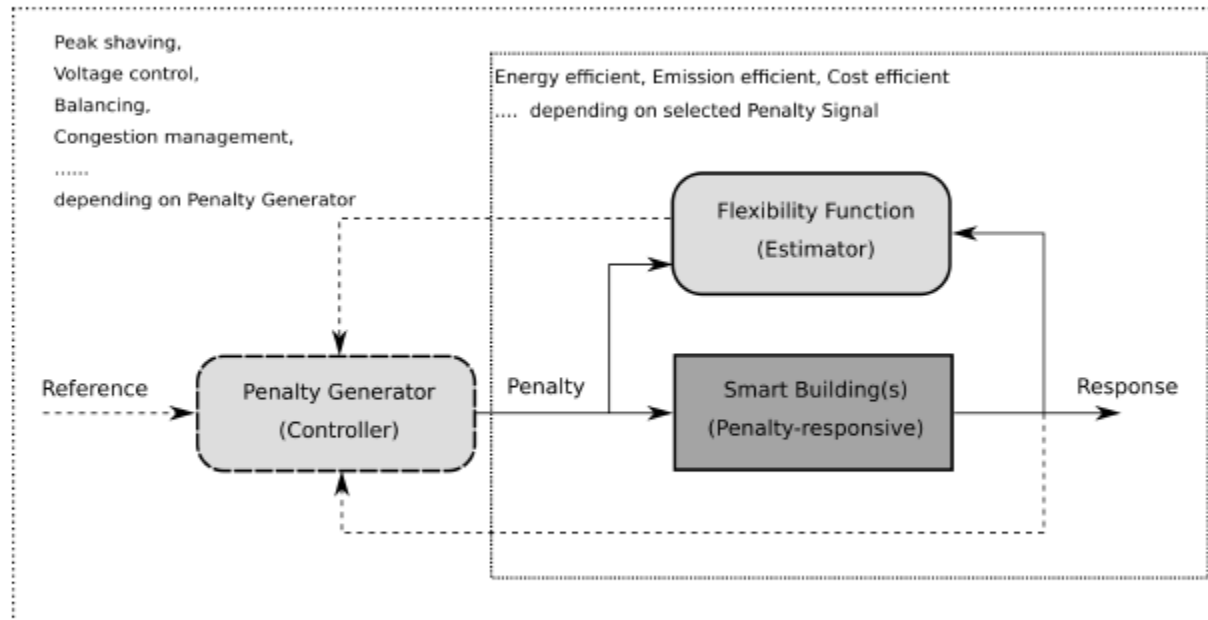 Peak shaving,
Voltage control,
Balancing,
Congestion management,
......
depending on Penalty Generator
Energy efficient, Emission efficient, Cost efficient
.... depending on selected Penalty Signal
Flexibility Function
(Estimator)
Reference
Penalty Generator
(Controller)
Penalty
Smart Building(s)
(Penalty-responsive)
Response